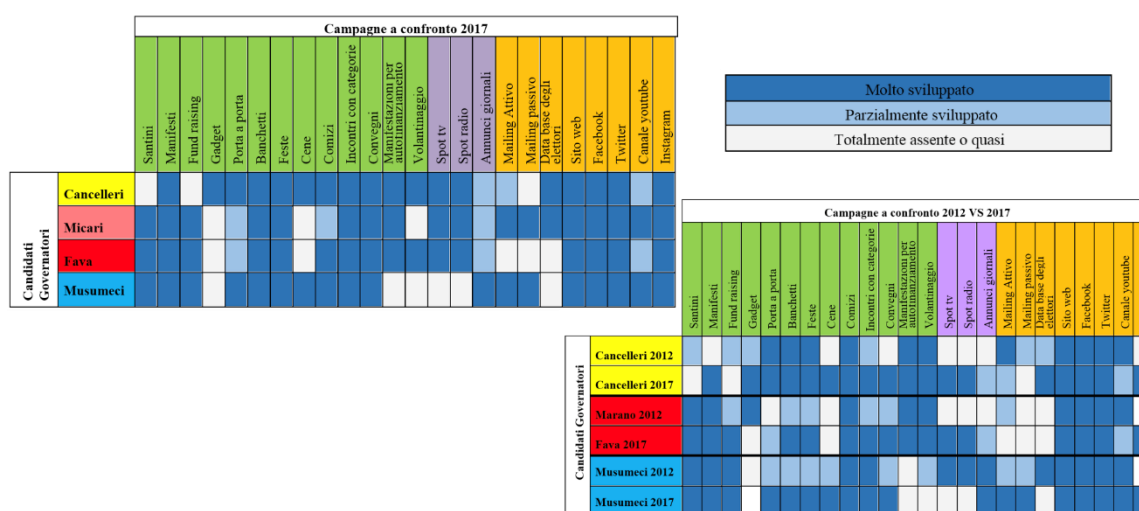 Campagne a confronto 2017
Santini
Manifesti
Fund raising
Gadget
Porta a porta
Banchetti
Feste
Cene
Comizi
Incontri con categorie
Convegni
Manifestazioni per
autofinanziamento
Volantinaggio
Spot tv
Spot radio
Annunci giornali
Mailing Attivo
Mailing passivo
Data base degli
elettori
Sito web
Facebook
Twitter
Canale youtube
Instagram
Candidati
Governatori
Cancelleri
Micari
Fava
Musumeci
Molto sviluppato
Parzialmente sviluppato
Totalmente assente o quasi
Campagne a confronto 2012 VS 2017
Santini
Manifesti
Fund raising
Gadget
Porta a porta
Banchetti
Feste
Cene
Comizi
Incontri con categorie
Convegni
Manifestazioni per
autofinanziamento
Volantinaggio
Spot tv
Spot radio
Annunci giornali
Mailing Attivo
Mailing passivo
Data base degli
elettori
Sito web
Facebook
Twitter
Canale youtube
Candidati Governatori
Cancelleri 2012
Cancelleri 2017
Marano 2012
Fava 2017
Musumeci 2012
Musumeci 2017